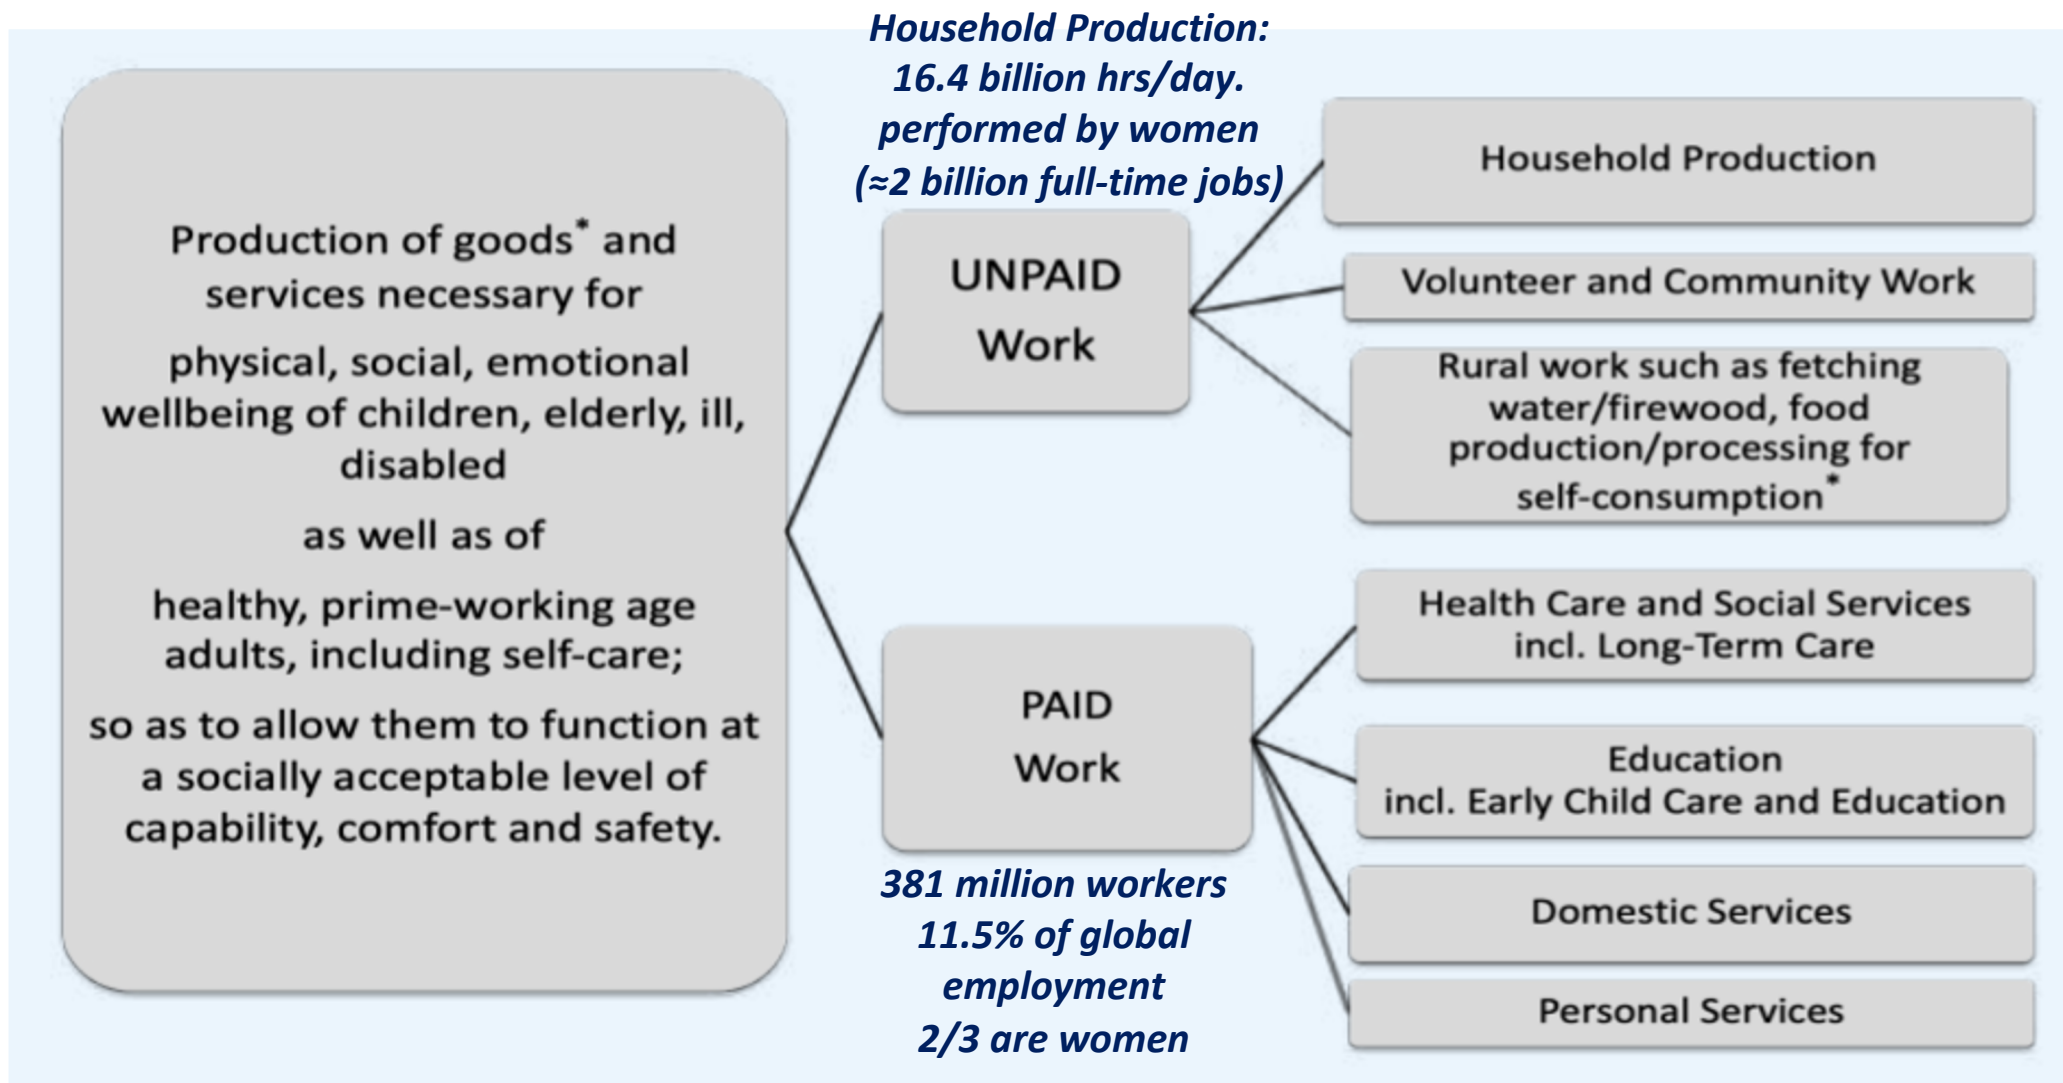 Production of goods* and
services necessary for
physical, social, emotional
wellbeing of children, elderly, ill,
disabled
as well as of
healthy, prime-working age
adults, including self-care;
so as to allow them to function at
a socially acceptable level of
capability, comfort and safety.
Household Production:
16.4 billion hrs/day.
performed by women
(≈2 billion full-time jobs)
UNPAID
Work
Household Production
Volunteer and Community Work
Rural work such as fetching
water/firewood, food
production/processing for
self-consumption*
PAID
Work
381 million workers
11.5% of global
employment
2/3 are women
Health Care and Social Services
incl. Long-Term Care
Education
incl. Early Child Care and Education
Domestic Services
Personal Services